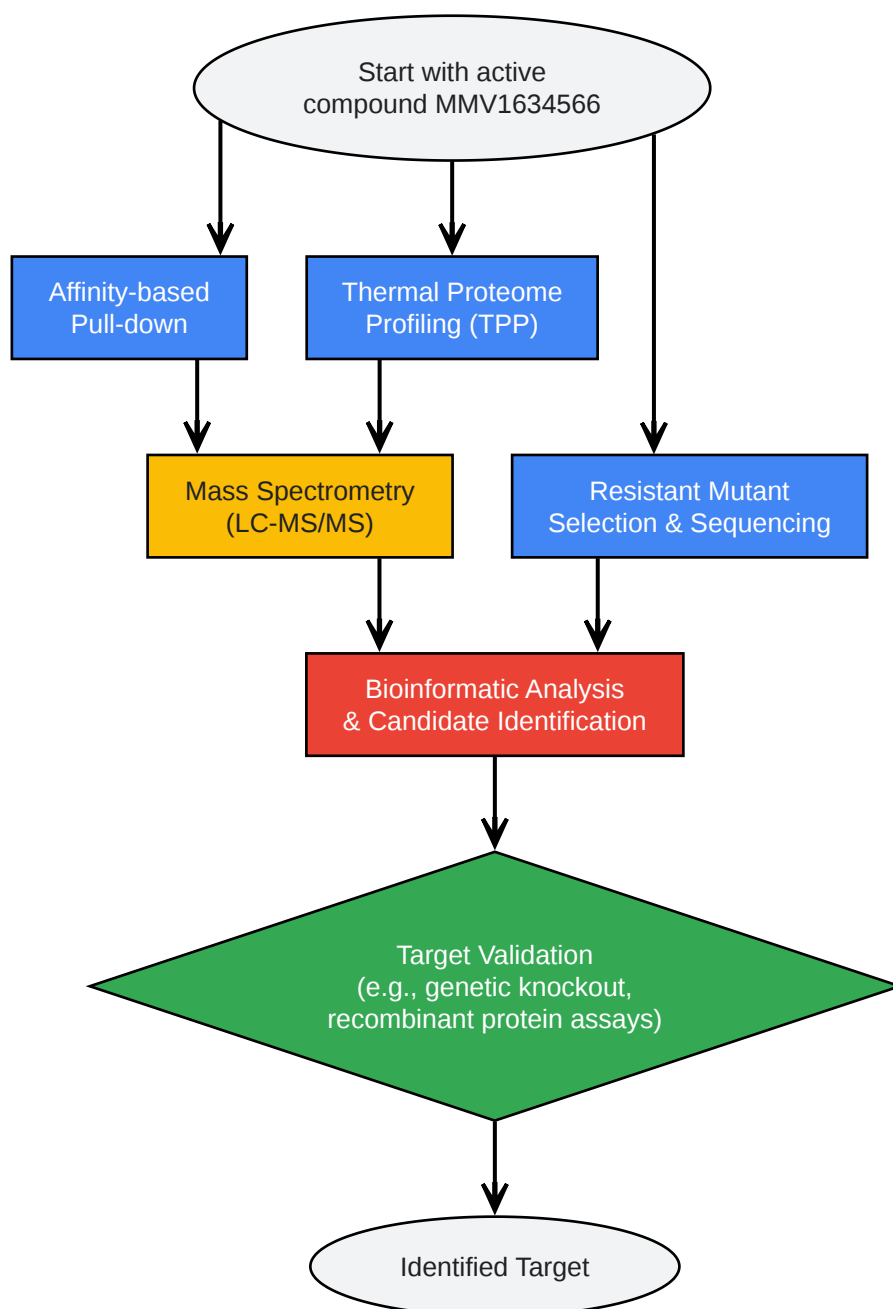 Start with active
compound MMV1634566
Affinity-based
Pull-down
Thermal Proteome
Profiling (TPP)
Mass Spectrometry
(LC-MS/MS)
Resistant Mutant
Selection & Sequencing
Bioinformatic Analysis
& Candidate Identification
Target Validation
(e.g., genetic knockout,
recombinant protein assays)
Identified Target